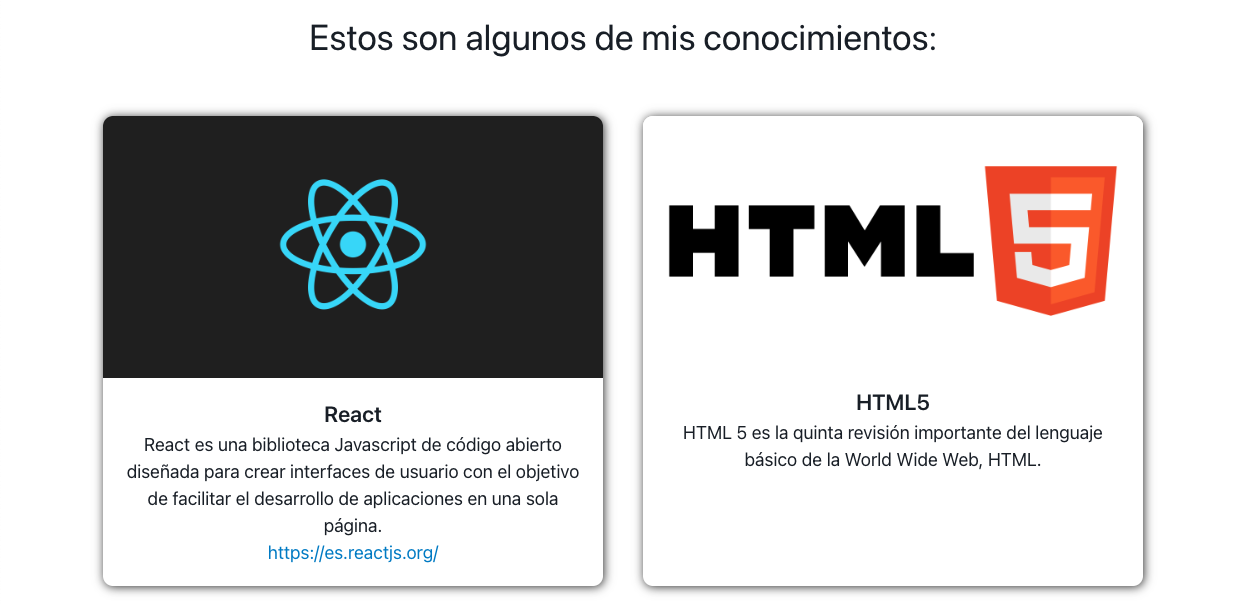 Estos son algunos de mis conocimientos:
HTML
5
React
React es una biblioteca Javascript de código abierto
diseñada para crear interfaces de usuario con el objetivo
de facilitar el desarrollo de aplicaciones en una sola
página.
https://es.reactjs.org/
HTML5
HTML 5 es la quinta revisión importante del lenguaje
básico de la World Wide Web, HTML.